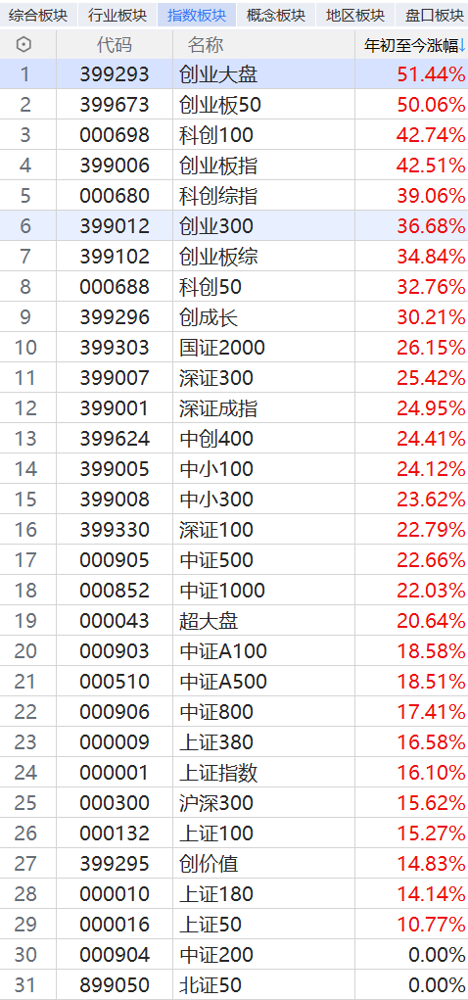 综合板块 行业板块 指数板块 概念板块 地区板块 盘口板块
代码 名称 年初至今涨幅↓
1 399293 创业大盘 51.44%
2 399673 创业板50 50.06%
3 000698 科创100 42.74%
4 399006 创业板指 42.51%
5 000680 科创综指 39.06%
6 399012 创业300 36.68%
7 399102 创业板综 34.84%
8 000688 科创50 32.76%
9 399296 创成长 30.21%
10 399303 国证2000 26.15%
11 399007 深证300 25.42%
12 399001 深证成指 24.95%
13 399624 中创400 24.41%
14 399005 中小100 24.12%
15 399008 中小300 23.62%
16 399330 深证100 22.79%
17 000905 中证500 22.66%
18 000852 中证1000 22.03%
19 000043 超大盘 20.64%
20 000903 中证A100 18.58%
21 000510 中证A500 18.51%
22 000906 中证800 17.41%
23 000009 上证380 16.58%
24 000001 上证指数 16.10%
25 000300 沪深300 15.62%
26 000132 上证100 15.27%
27 399295 创价值 14.83%
28 000010 上证180 14.14%
29 000016 上证50 10.77%
30 000904 中证200 0.00%
31 899050 北证50 0.00%